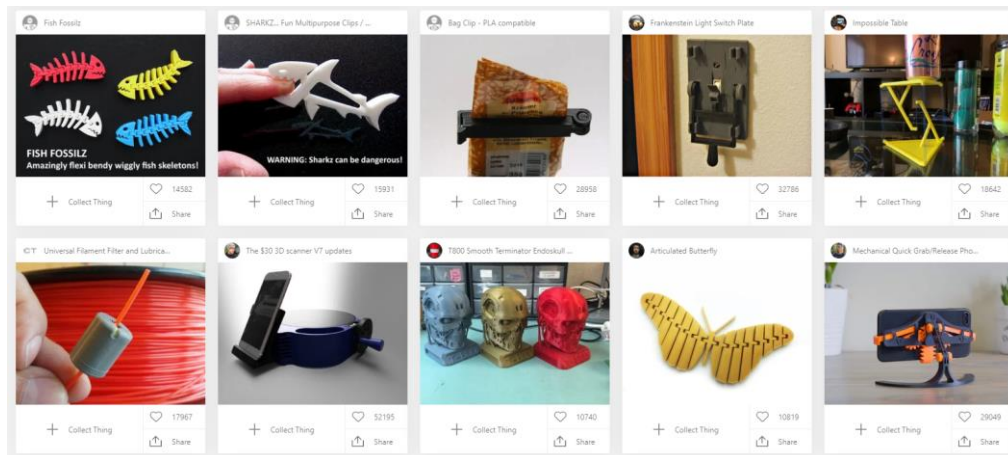 Fish Fossilz
SHARKZ... Fun Multipurpose Clips / ...
Bag Clip - PLA compatible
Frankenstein Light Switch Plate
Impossible Table
FISH FOSSILZ
Amazingly flexi bendy wiggly fish skeletons!
WARNING: Sharkz can be dangerous!
14582
+ Collect Thing
Share
15931
+ Collect Thing
Share
28958
+ Collect Thing
Share
32786
+ Collect Thing
Share
18642
+ Collect Thing
Share
CT Universal Filament Filter and Lubrica...
The $30 3D scanner V7 updates
T800 Smooth Terminator Endoskull ...
Articulated Butterfly
Mechanical Quick Grab/Release Pho...
17967
+ Collect Thing
Share
52195
+ Collect Thing
Share
10740
+ Collect Thing
Share
10819
+ Collect Thing
Share
29049
+ Collect Thing
Share